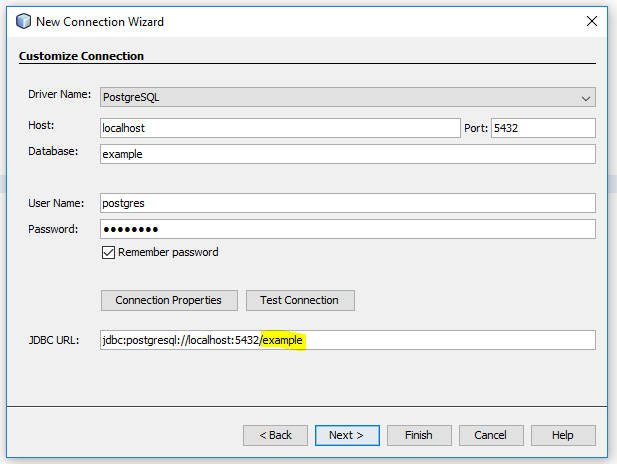 New Connection Wizard
Customize Connection
Driver Name: PostgreSQL
Host: localhost Port: 5432
Database: example
User Name: postgres
Password: ●●●●●●●●
Remember password
Connection Properties Test Connection
JDBC URL: jdbc:postgresql://localhost:5432/example
< Back Next > Finish Cancel Help